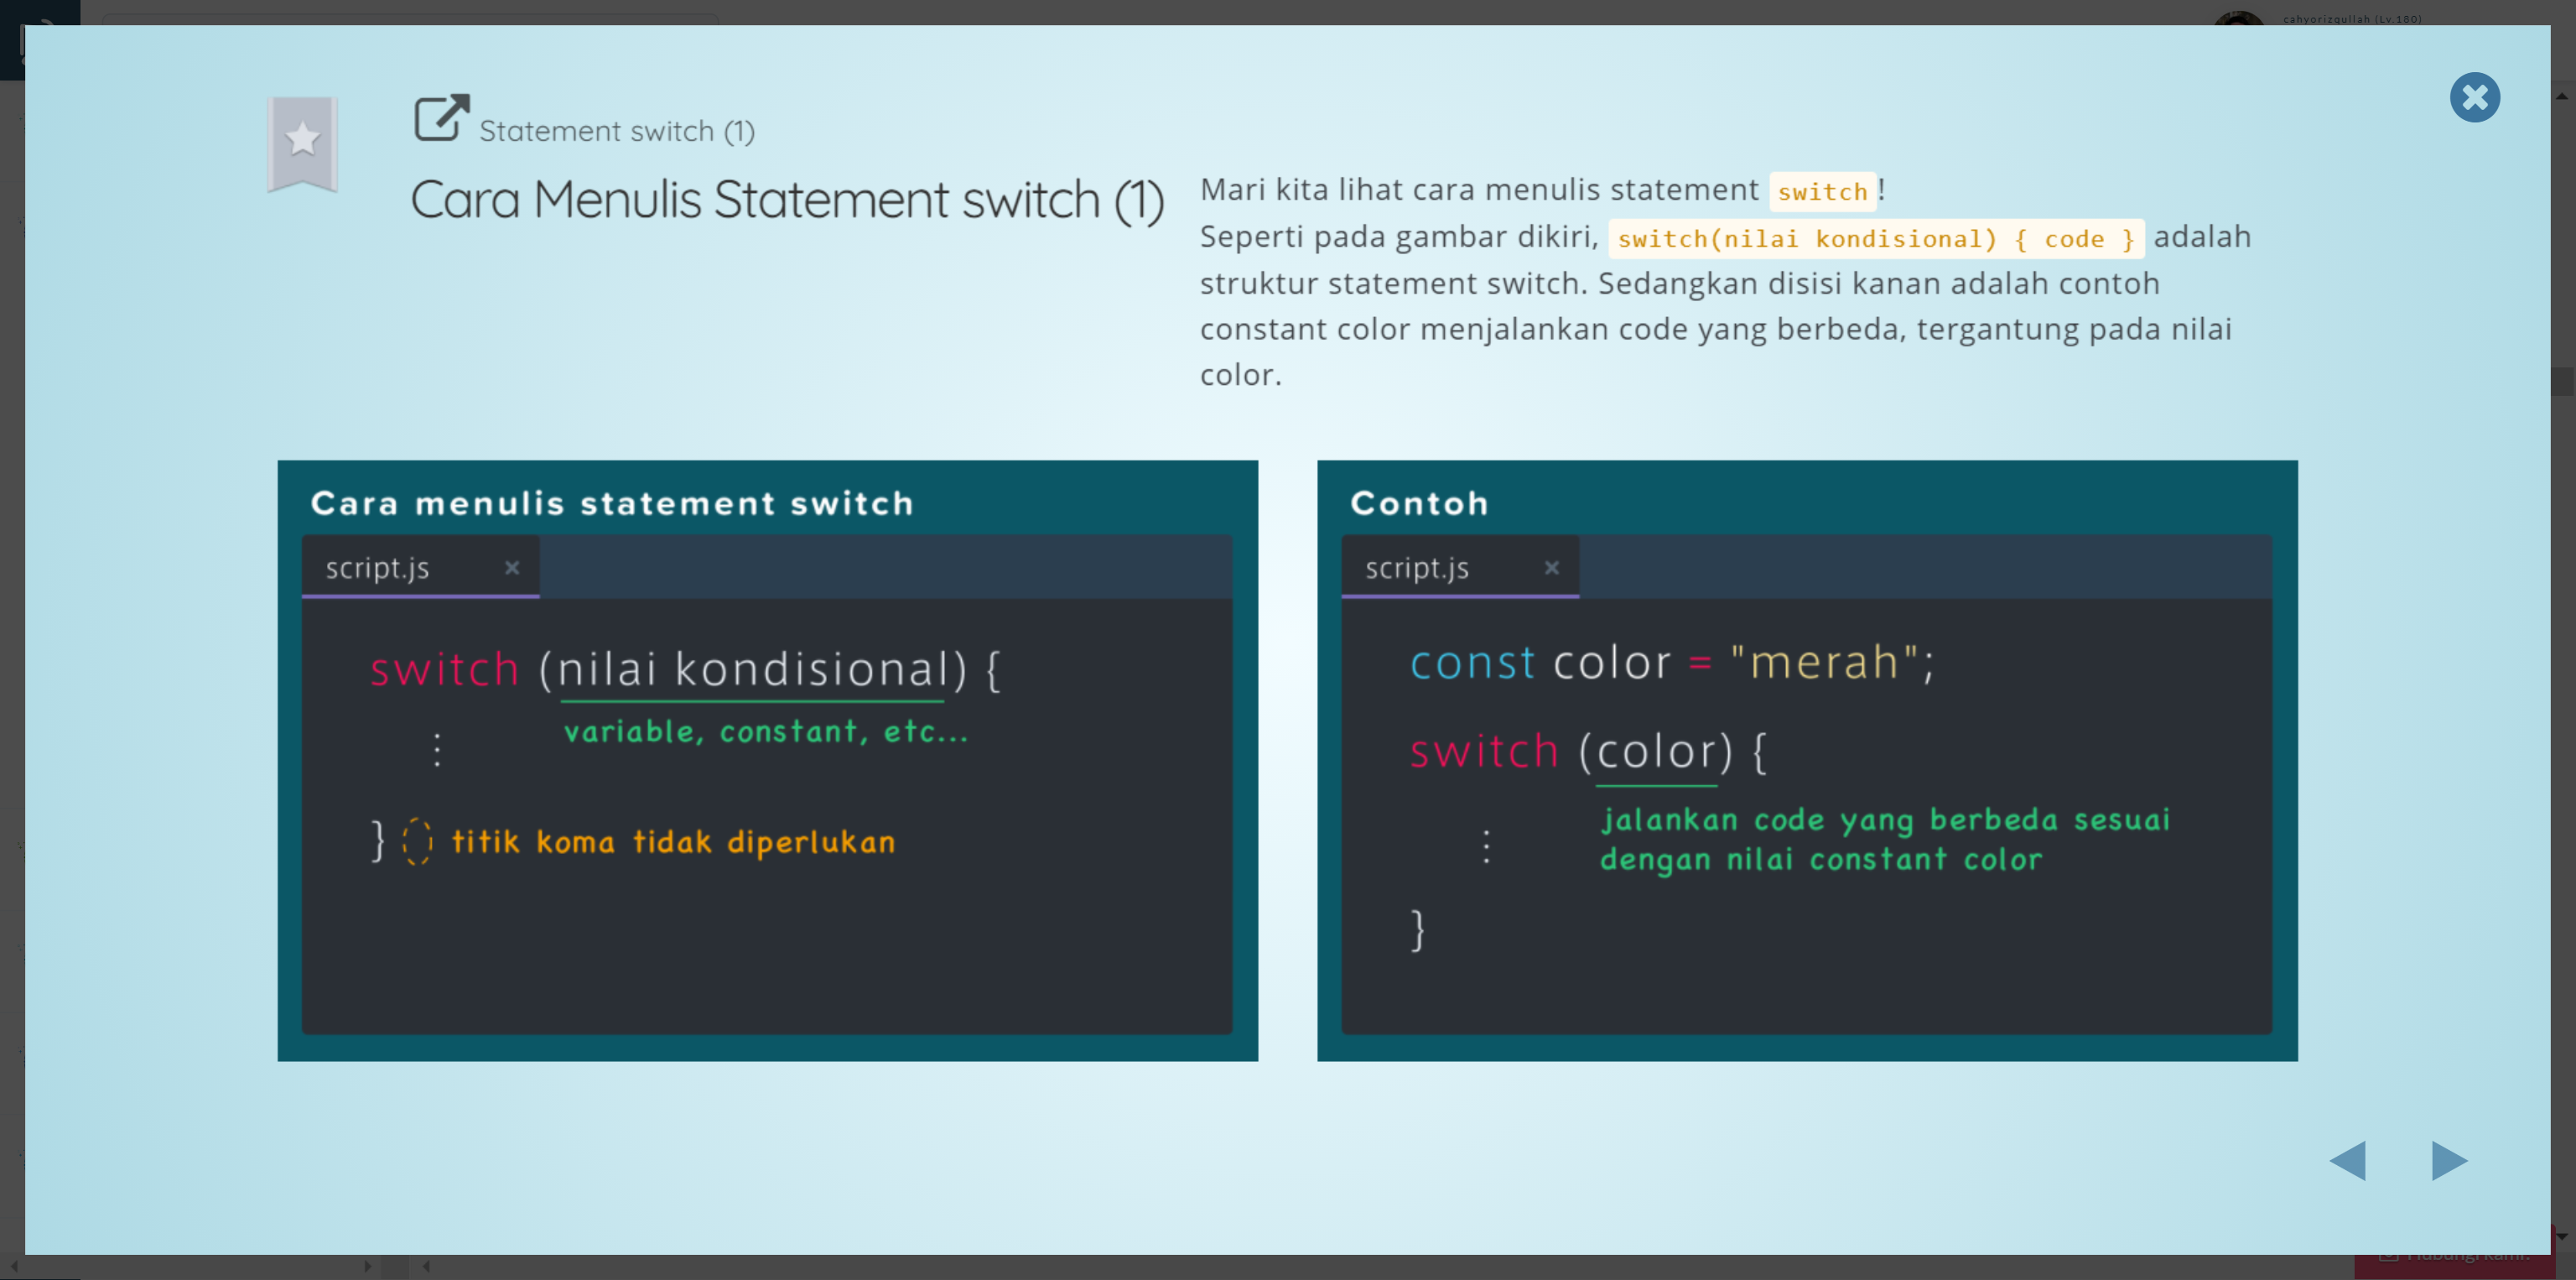 cahyorizqullah (Lv.180)
Statement switch (1)
Cara Menulis Statement switch (1)
Mari kita lihat cara menulis statement switch!
Seperti pada gambar dikiri, switch(nilai kondisional) { code } adalah
struktur statement switch. Sedangkan disisi kanan adalah contoh
constant color menjalankan code yang berbeda, tergantung pada nilai
color.
Cara menulis statement switch
script.js ×
switch (nilai kondisional) {
variable, constant, etc...
⋮
} titik koma tidak diperlukan
Contoh
script.js ×
const color = "merah";
switch (color) {
jalankan code yang berbeda sesuai
⋮
dengan nilai constant color
}